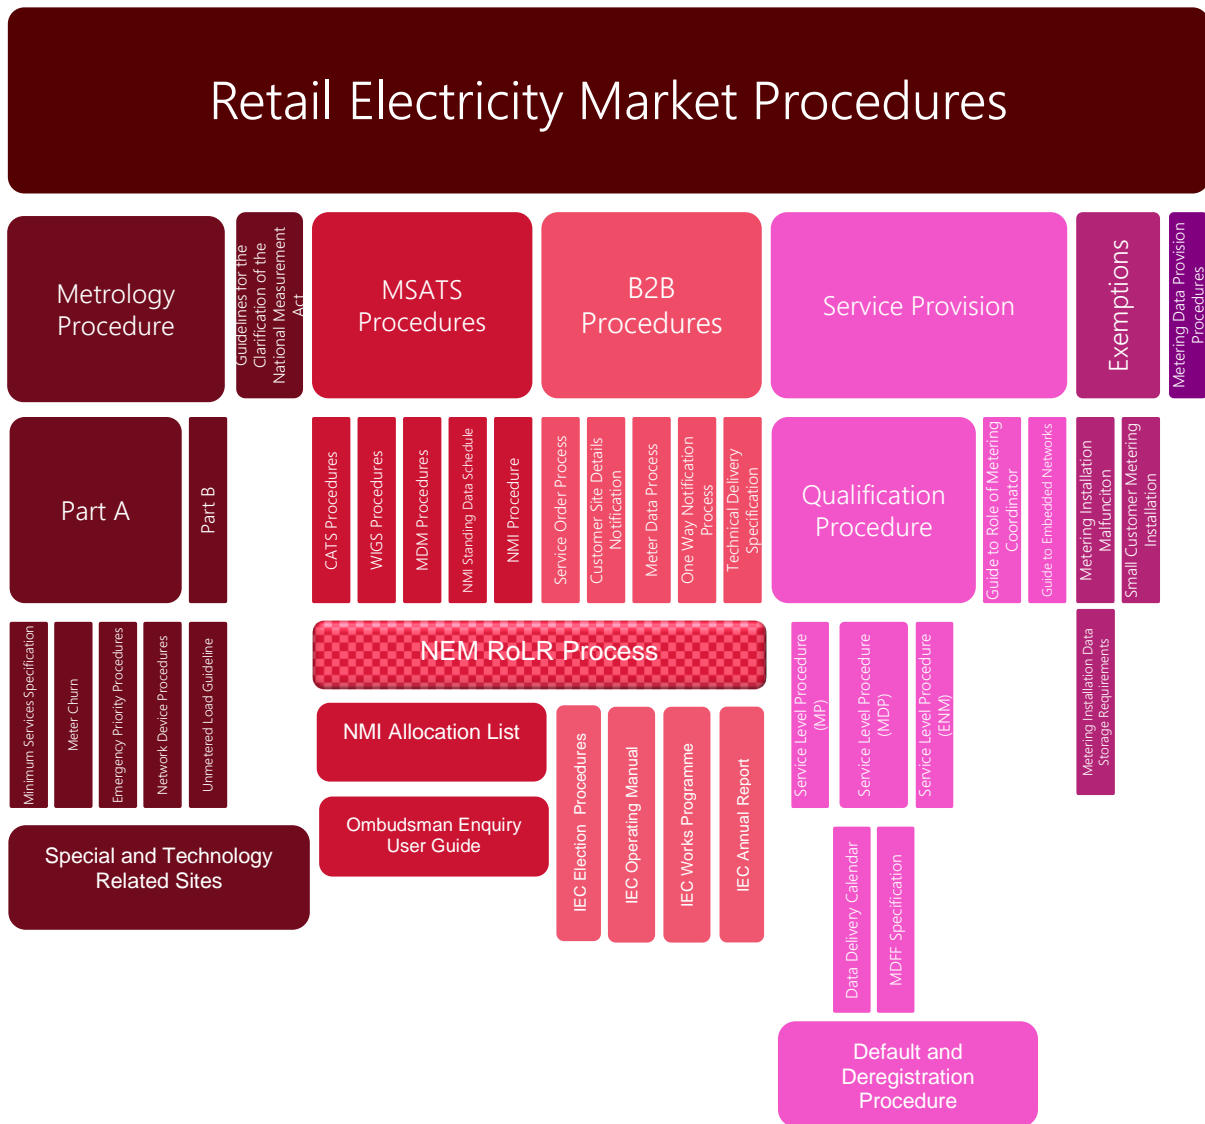 Retail Electricity Market Procedures
Metrology
Procedure
Guidelines for the
Clarification of the
National Measurement
Act
MSATS
Procedures
B2B
Procedures
Service Provision
Exemptions
Metering Data Provision
Procedures
Part A
Part B
CATS Procedures
WIGS Procedures
MDM Procedures
NMI Standing Data Schedule
NMI Procedure
Service Order Process
Customer Site Details
Notification
Meter Data Process
One Way Notification
Process
Technical Delivery
Specification
Qualification
Procedure
Guide to Role of Metering
Coordinator
Guide to Embedded Networks
Metering Installation
Malfunciton
Small Customer Metering
Installation
Minimum Services Specification
Meter Churn
Emergency Priority Procedures
Network Device Procedures
Unmetered Load Guideline
NEM RoLR Process
Service Level Procedure
(MP)
Service Level Procedure
(MDP)
Service Level Procedure
(ENM)
Metering Installation Data
Storage Requirements
NMI Allocation List
Ombudsman Enquiry
User Guide
IEC Election  Procedures
IEC Operating Manual
IEC Works Programme
IEC Annual Report
Special and Technology
Related Sites
Data Delivery Calendar
MDFF Specification
Default and
Deregistration
Procedure